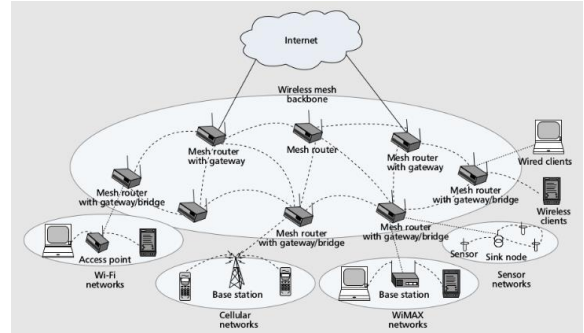 Internet
Wireless mesh
backbone
Mesh router
with gateway
Mesh router
Mesh router
with gateway
Wired clients
Mesh router
with gateway/bridge
Mesh router
with gateway/bridge
Wireless
clients
Mesh router
with gateway/bridge
Mesh router
with gateway/bridge
Access point
Wi-Fi
networks
Base station
Cellular
networks
Base station
WiMAX
networks
Sensor
Sink node
Sensor
networks